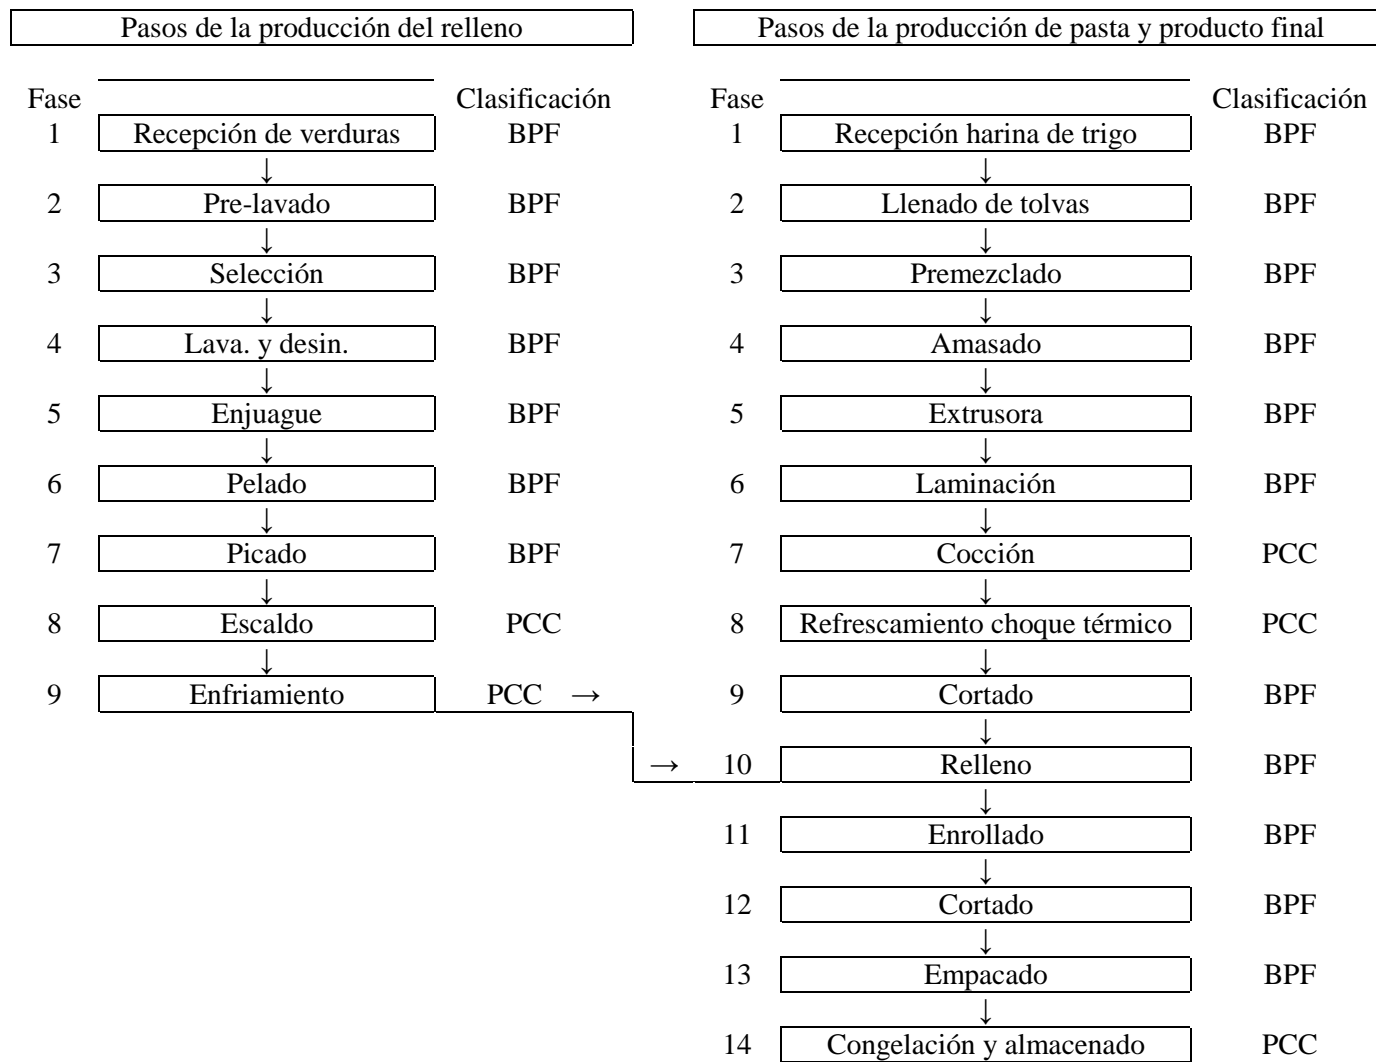 Pasos de la producción del relleno
Pasos de la producción de pasta y producto final
Fase Clasificación
1 Recepción de verduras BPF
↓
2 Pre-lavado BPF
↓
3 Selección BPF
↓
4 Lava. y desin. BPF
↓
5 Enjuague BPF
↓
6 Pelado BPF
↓
7 Picado BPF
↓
8 Escaldo PCC
↓
9 Enfriamiento PCC →
Fase Clasificación
1 Recepción harina de trigo BPF
↓
2 Llenado de tolvas BPF
↓
3 Premezclado BPF
↓
4 Amasado BPF
↓
5 Extrusora BPF
↓
6 Laminación BPF
↓
7 Cocción PCC
↓
8 Refrescamiento choque térmico PCC
↓
9 Cortado BPF
↓
→ 10 Relleno BPF
↓
11 Enrollado BPF
↓
12 Cortado BPF
↓
13 Empacado BPF
↓
14 Congelación y almacenado PCC